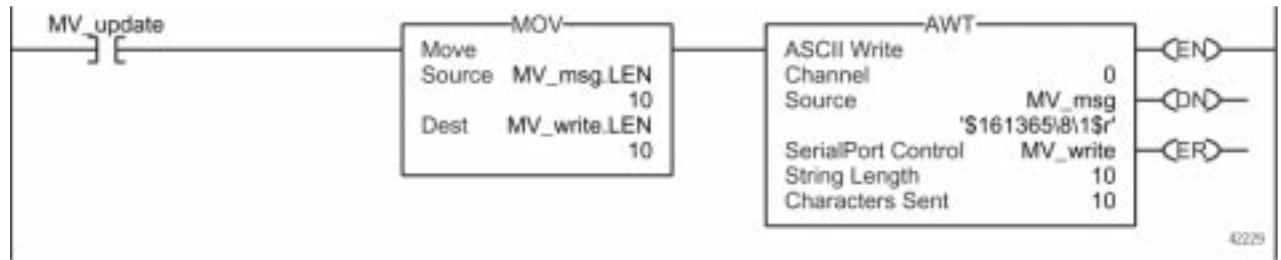 MV_update
MOV
Move
Source MV_msg.LEN
10
Dest MV_write.LEN
10
AWT
ASCII Write
Channel 0
Source MV_msg
'$161365\8\1$r'
SerialPort Control MV_write
String Length 10
Characters Sent 10
EN
DN
ER
42229